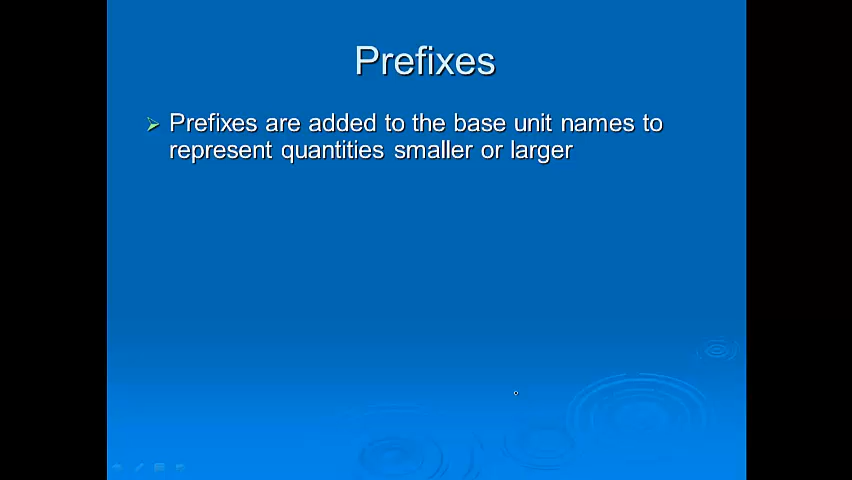 Prefixes
Prefixes are added to the base unit names to
represent quantities smaller or larger